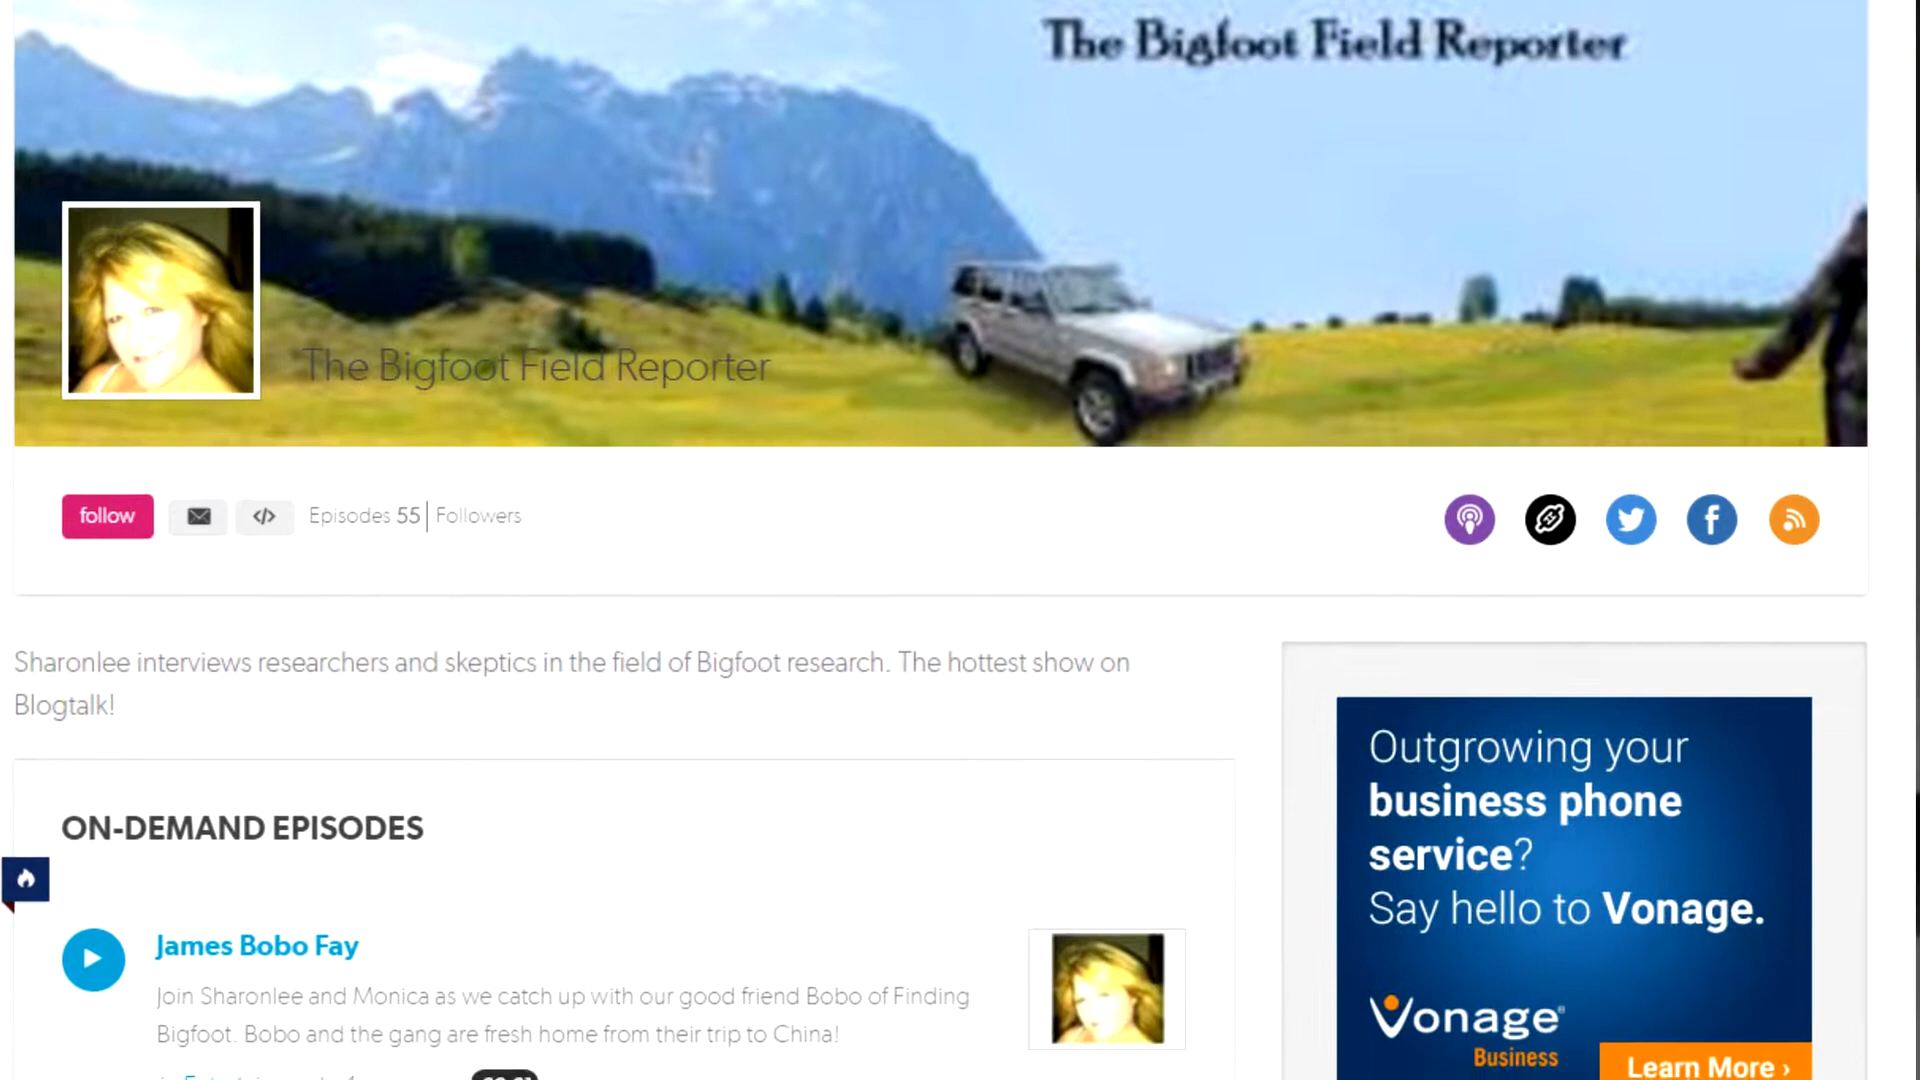 The Bigfoot Field Reporter
The Bigfoot Field Reporter
follow
Episodes 55 Followers
Sharonlee interviews researchers and skeptics in the field of Bigfoot research. The hottest show on
Blogtalk!
ON-DEMAND EPISODES
James Bobo Fay
Join Sharonlee and Monica as we catch up with our good friend Bobo of Finding
Bigfoot. Bobo and the gang are fresh home from their trip to China!
Outgrowing your
business phone
service?
Say hello to Vonage.
Vonage®
Business
Learn More ›